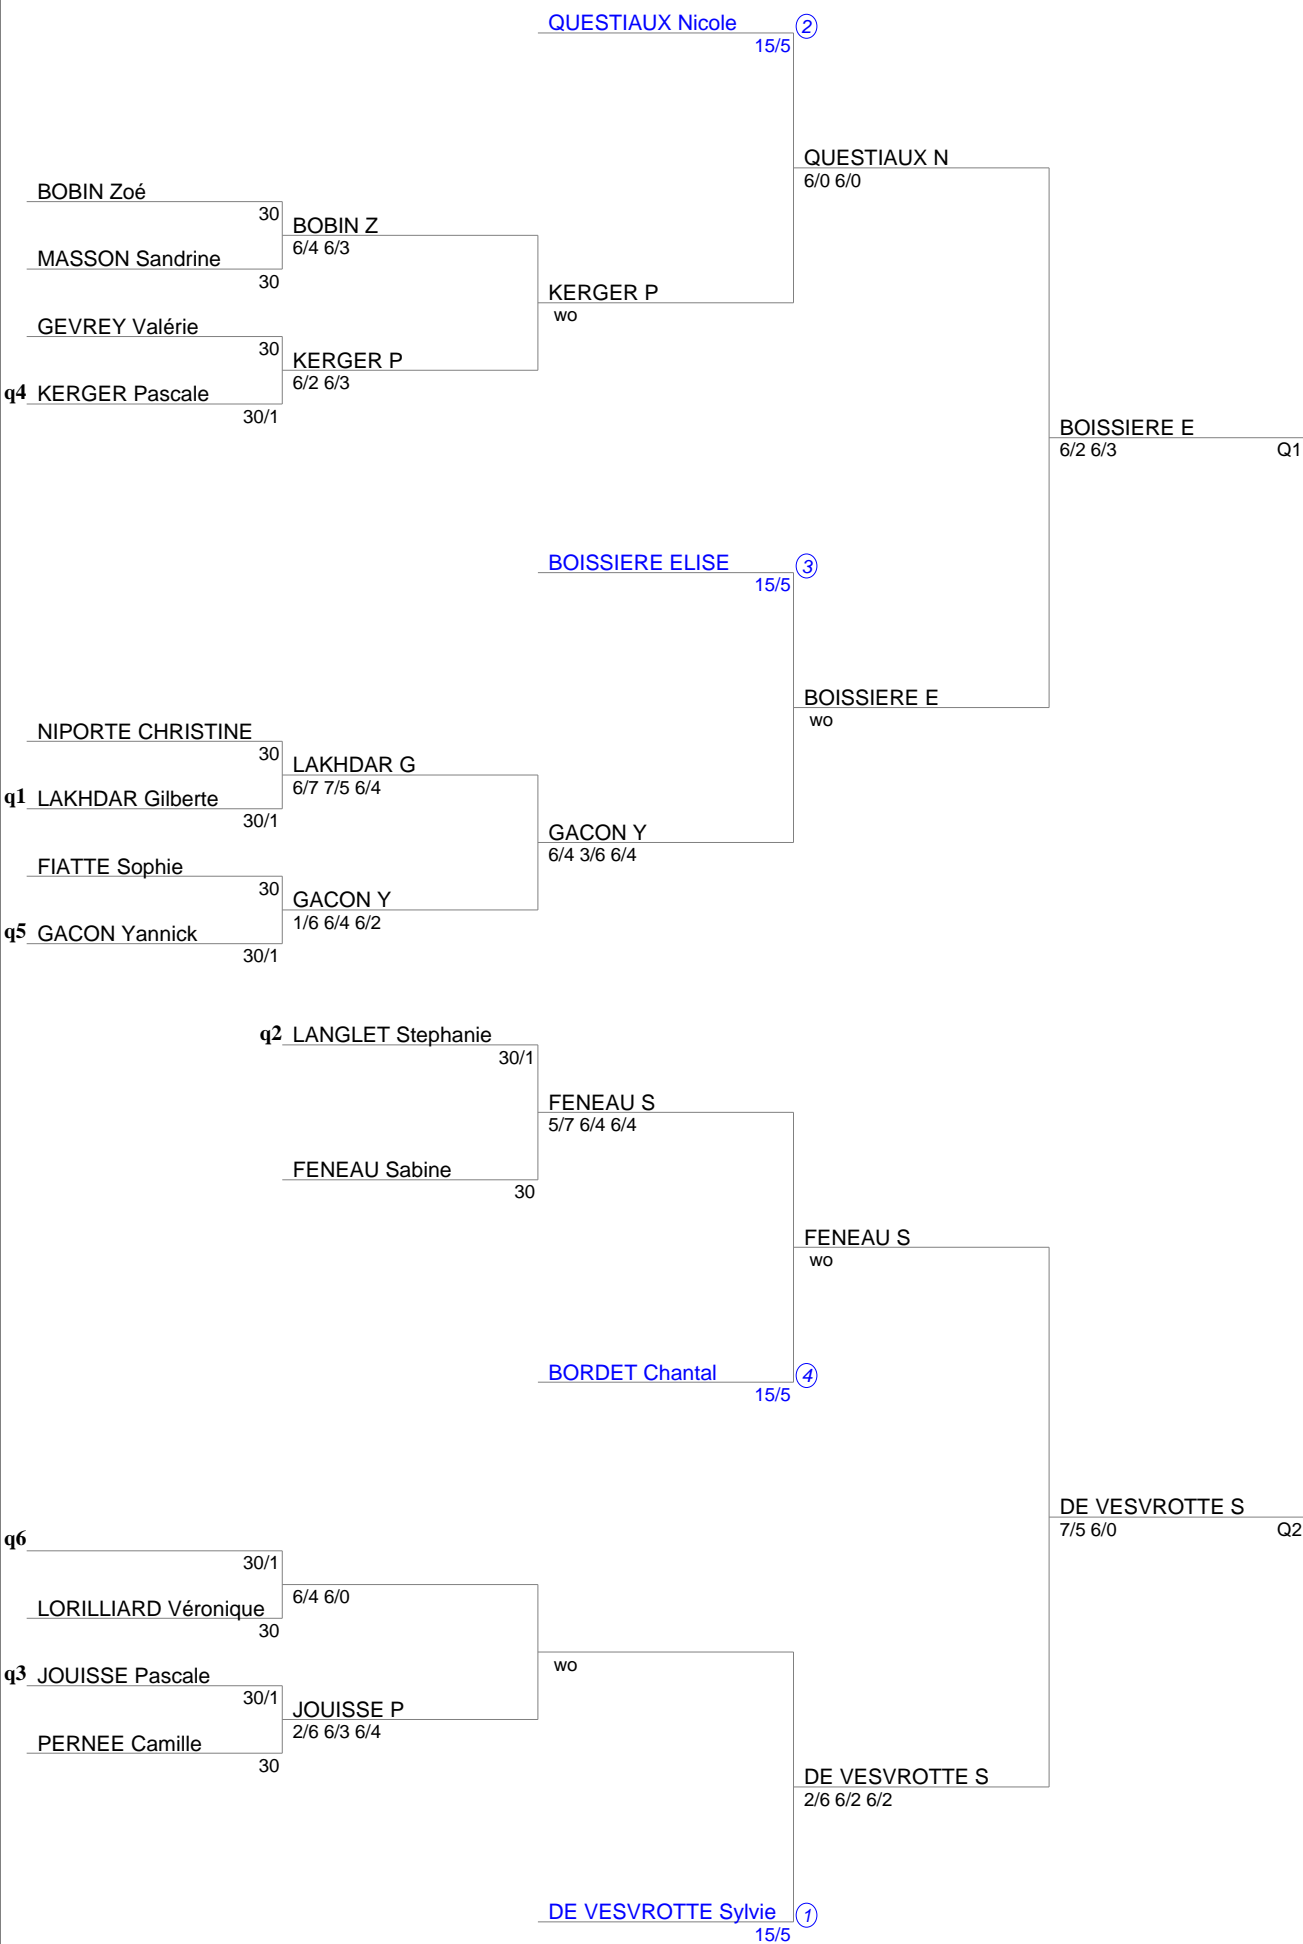 QUESTIAUX Nicole 2
15/5
QUESTIAUX N
6/0 6/0
BOBIN Zoé
30
BOBIN Z
6/4 6/3
MASSON Sandrine
30
KERGER P
wo
GEVREY Valérie
30
KERGER P
6/2 6/3
q4 KERGER Pascale
30/1
BOISSIERE E
6/2 6/3 Q1
BOISSIERE ELISE 3
15/5
BOISSIERE E
wo
NIPORTE CHRISTINE
30
LAKHDAR G
6/7 7/5 6/4
q1 LAKHDAR Gilberte
30/1
GACON Y
6/4 3/6 6/4
FIATTE Sophie
30
GACON Y
1/6 6/4 6/2
q5 GACON Yannick
30/1
q2 LANGLET Stephanie
30/1
FENEAU S
5/7 6/4 6/4
FENEAU Sabine
30
FENEAU S
wo
BORDET Chantal 4
15/5
DE VESVROTTE S
7/5 6/0 Q2
q6
30/1
6/4 6/0
LORILLIARD Véronique
30
wo
q3 JOUISSE Pascale
30/1
JOUISSE P
2/6 6/3 6/4
PERNEE Camille
30
DE VESVROTTE S
2/6 6/2 6/2
DE VESVROTTE Sylvie 1
15/5